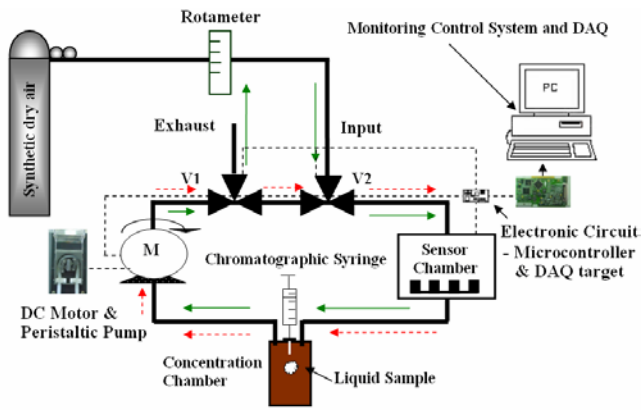 Rotameter
Monitoring Control System and DAQ
PC
Synthetic dry air
Exhaust
Input
V1
V2
M
Electronic Circuit
- Microcontroller
& DAQ target
Sensor
Chamber
Chromatographic
Syringe
DC Motor &
Peristaltic Pump
Concentration
Chamber
Liquid Sample